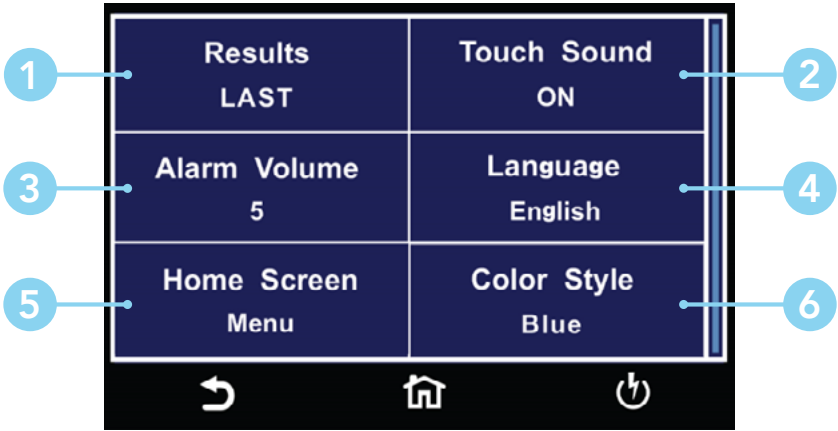 1
Results
LAST
Touch Sound
ON
2
3
Alarm Volume
5
Language
English
4
5
Home Screen
Menu
Color Style
Blue
6